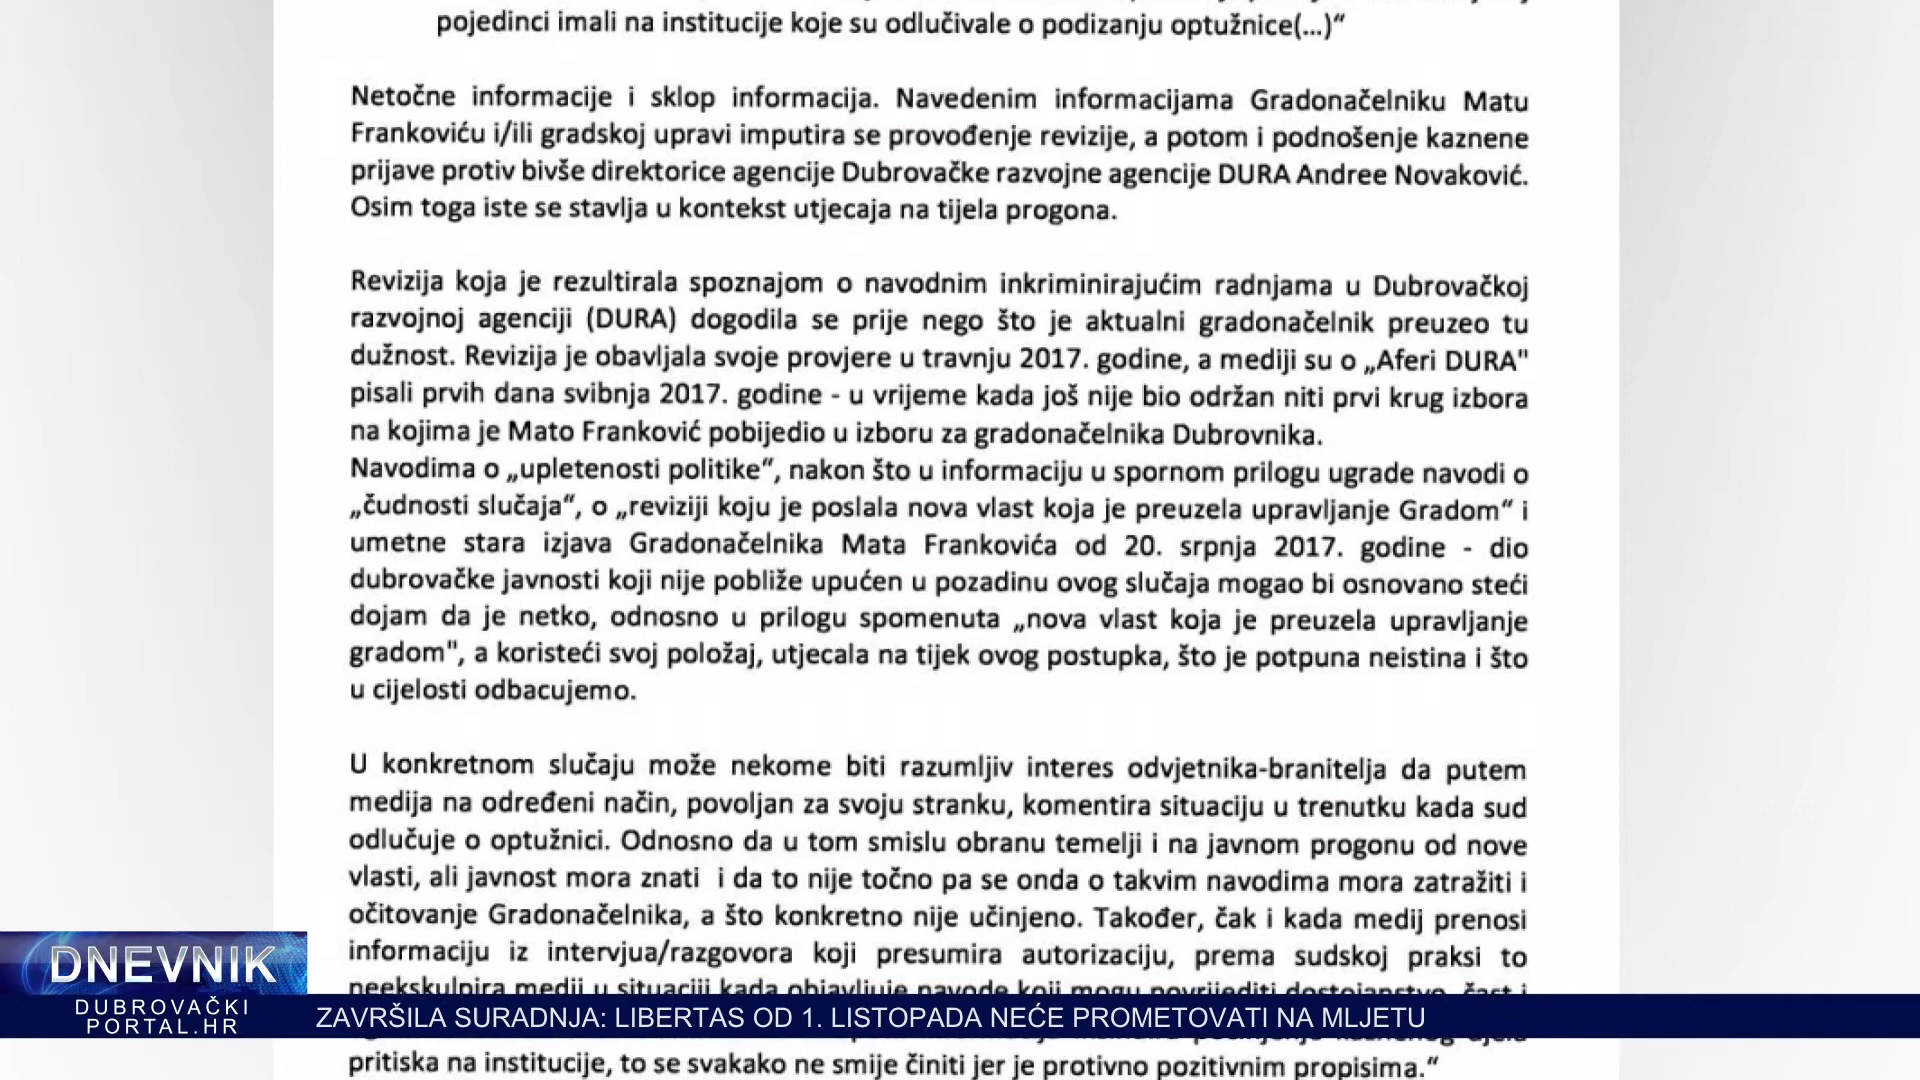 pojedinci imali na institucije koje su odlučivale o podizanju optužnice(...)“
Netočne informacije i sklop informacija. Navedenim informacijama Gradonačelniku Matu
Frankoviću i/ili gradskoj upravi imputira se provođenje revizije, a potom i podnošenje kaznene
prijave protiv bivše direktorice agencije Dubrovačke razvojne agencije DURA Andree Novaković.
Osim toga iste se stavlja u kontekst utjecaja na tijela progona.
Revizija koja je rezultirala spoznajom o navodnim inkriminirajućim radnjama u Dubrovačkoj
razvojnoj agenciji (DURA) dogodila se prije nego što je aktualni gradonačelnik preuzeo tu
dužnost. Revizija je obavljala svoje provjere u travnju 2017. godine, a mediji su o „Aferi DURA"
pisali prvih dana svibnja 2017. godine - u vrijeme kada još nije bio održan niti prvi krug izbora
na kojima je Mato Franković pobijedio u izboru za gradonačelnika Dubrovnika.
Navodima o „upletenosti politike“, nakon što u informaciju u spornom prilogu ugrade navodi o
„čudnosti slučaja“, o „reviziji koju je poslala nova vlast koja je preuzela upravljanje Gradom“ i
umetne stara izjava Gradonačelnika Mata Frankovića od 20. srpnja 2017. godine - dio
dubrovačke javnosti koji nije pobliže upućen u pozadinu ovog slučaja mogao bi osnovano steći
dojam da je netko, odnosno u prilogu spomenuta „nova vlast koja je preuzela upravljanje
gradom", a koristeći svoj položaj, utjecala na tijek ovog postupka, što je potpuna neistina i što
u cijelosti odbacujemo.
U konkretnom slučaju može nekome biti razumljiv interes odvjetnika-branitelja da putem
medija na određeni način, povoljan za svoju stranku, komentira situaciju u trenutku kada sud
odlučuje o optužnici. Odnosno da u tom smislu obranu temelji i na javnom progonu od nove
vlasti, ali javnost mora znati i da to nije točno pa se onda o takvim navodima mora zatražiti i
očitovanje Gradonačelnika, a što konkretno nije učinjeno. Također, čak i kada medij prenosi
informaciju iz intervjua/razgovora koji presumira autorizaciju, prema sudskoj praksi to
neekskulpira medij u situaciji kada objavljuje navode koji mogu povrijediti dostojanstvo, čast i
DNEVNIK
DUBROVAČKI
PORTAL.HR
ZAVRŠILA SURADNJA: LIBERTAS OD 1. LISTOPADA NEĆE PROMETOVATI NA MLJETU
pritiska na institucije, to se svakako ne smije činiti jer je protivno pozitivnim propisima.“